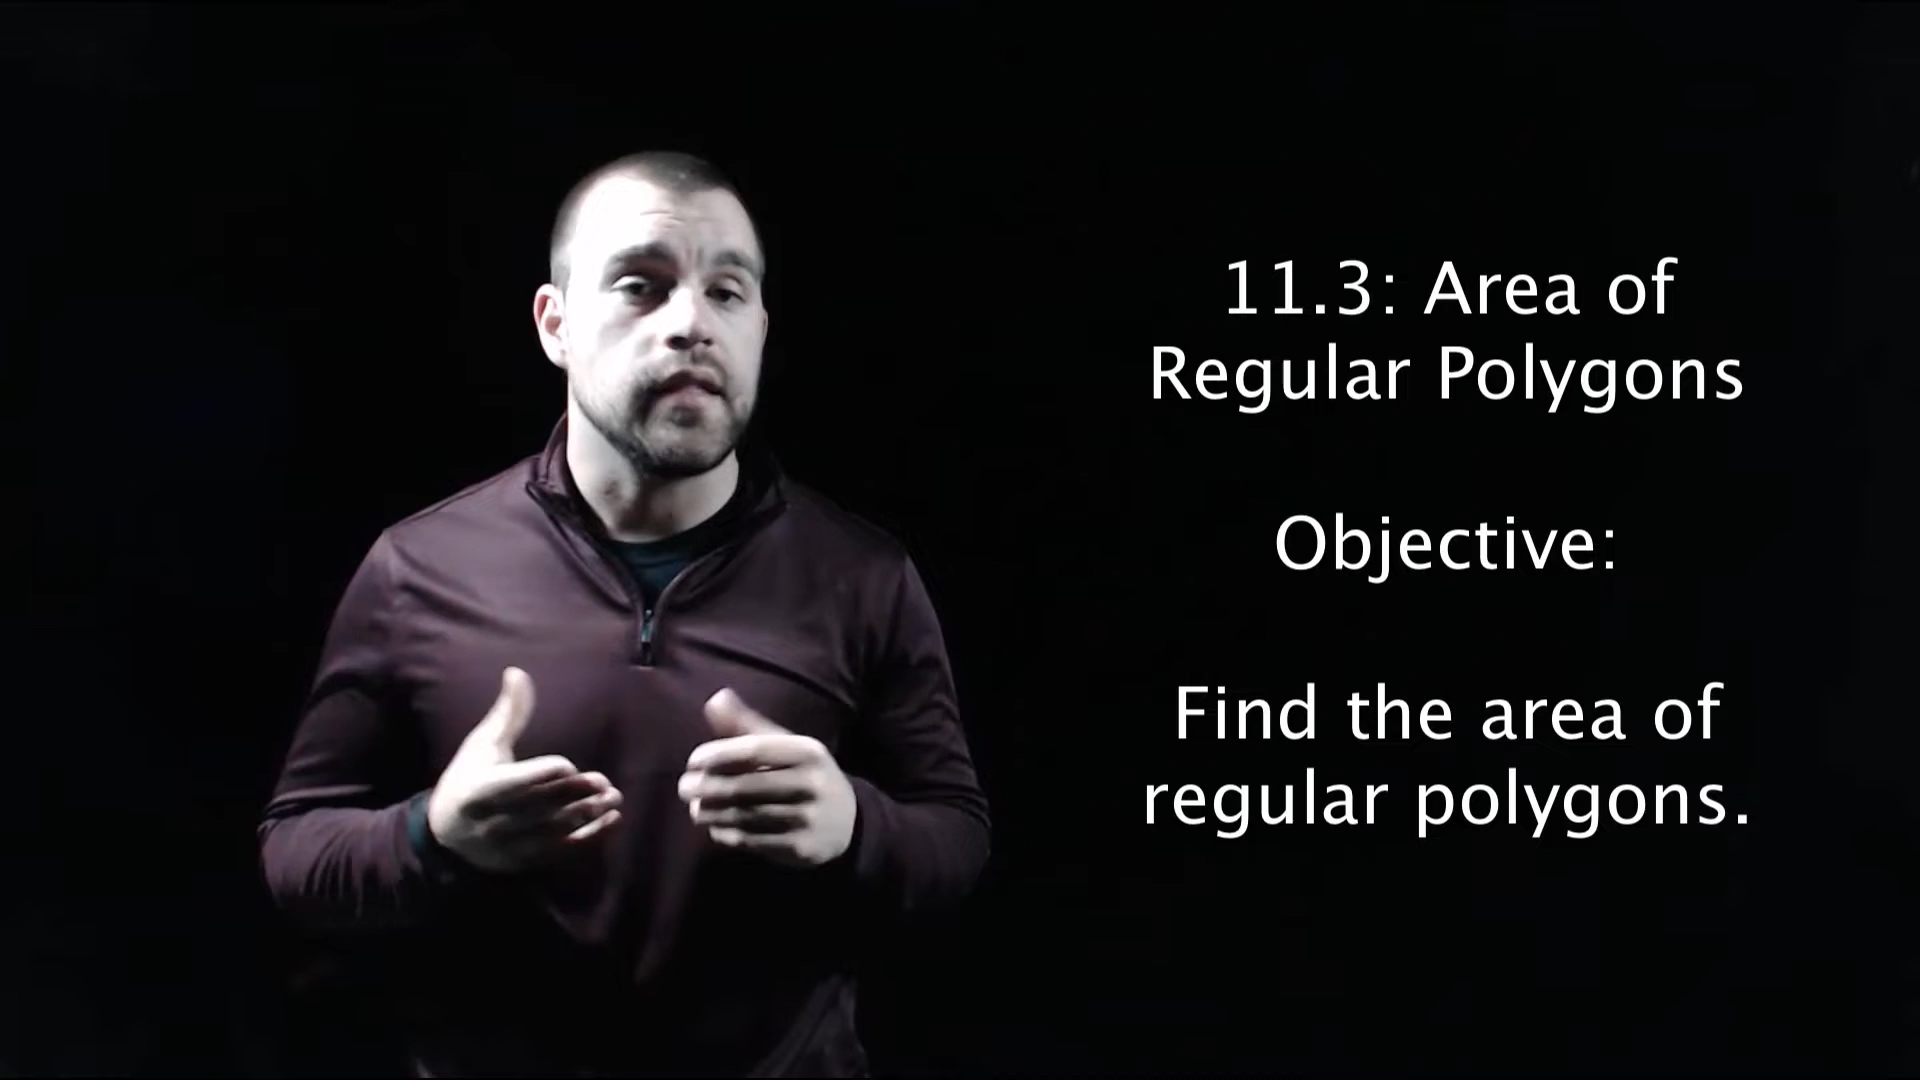 11.3: Area of
Regular Polygons
Objective:
Find the area of
regular polygons.